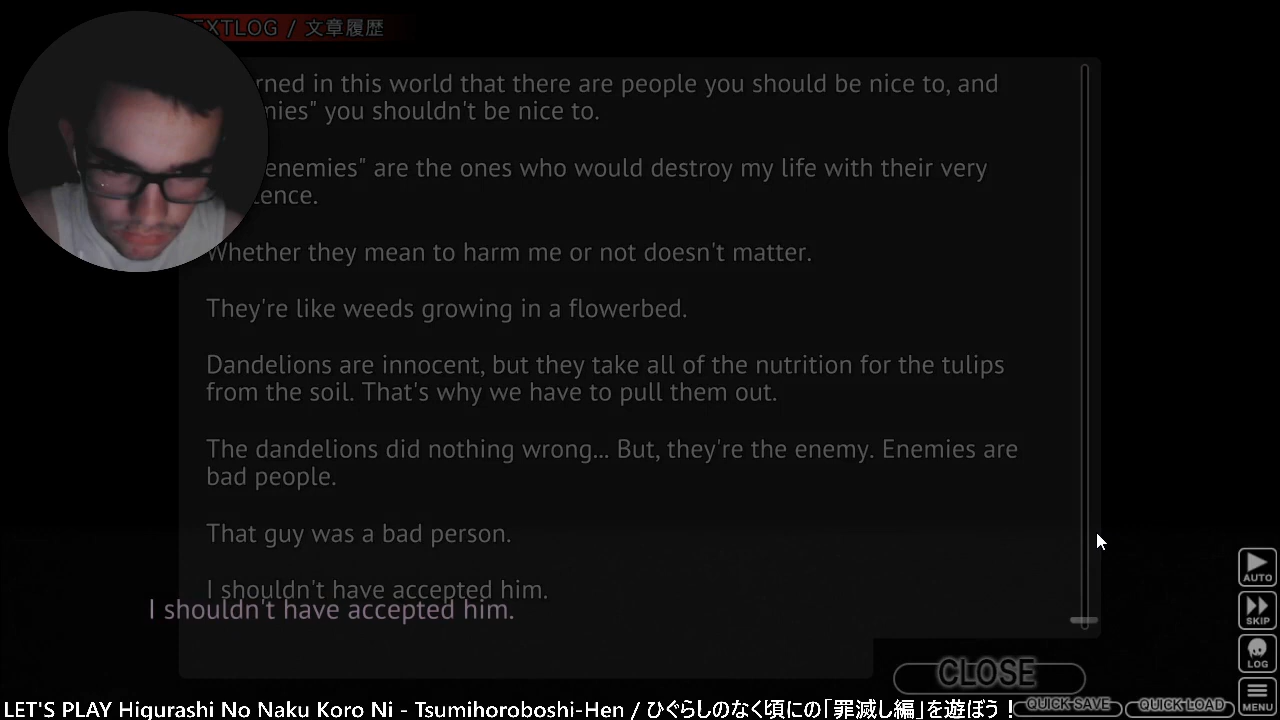 EXTLOG / 文章履歴
rned in this world that there are people you should be nice to, and
mies" you shouldn't be nice to.
enemies" are the ones who would destroy my life with their very
tence.
Whether they mean to harm me or not doesn't matter.
They're like weeds growing in a flowerbed.
Dandelions are innocent, but they take all of the nutrition for the tulips
from the soil. That's why we have to pull them out.
The dandelions did nothing wrong... But, they're the enemy. Enemies are
bad people.
That guy was a bad person.
I shouldn't have accepted him.
I shouldn't have accepted him.
AUTO
SKIP
LOG
MENU
CLOSE
QUICK SAVE
QUICK LOAD
LET'S PLAY Higurashi No Naku Koro Ni - Tsumihoroboshi-Hen / ひぐらしのなく頃にの「罪滅し編」を遊ぼう！